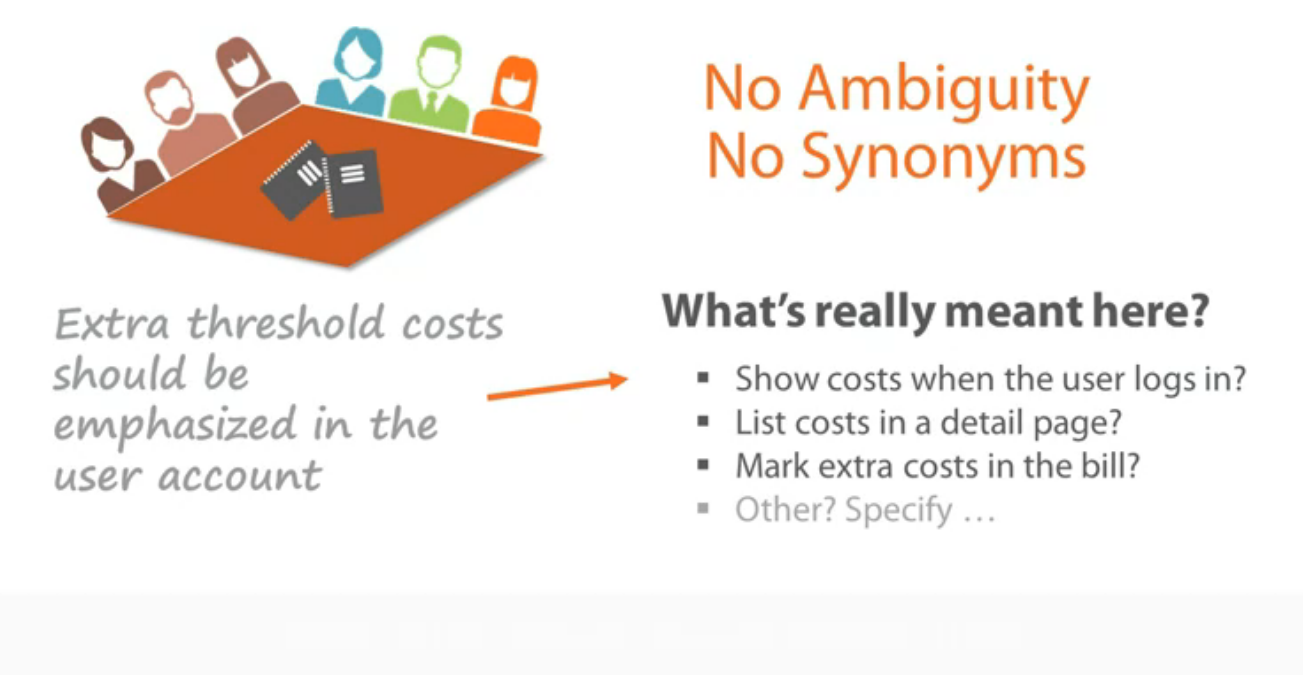 No Ambiguity
No Synonyms
Extra threshold costs
should be
emphasized in the
user account
What's really meant here?
▪ Show costs when the user logs in?
▪ List costs in a detail page?
▪ Mark extra costs in the bill?
▪ Other? Specify …